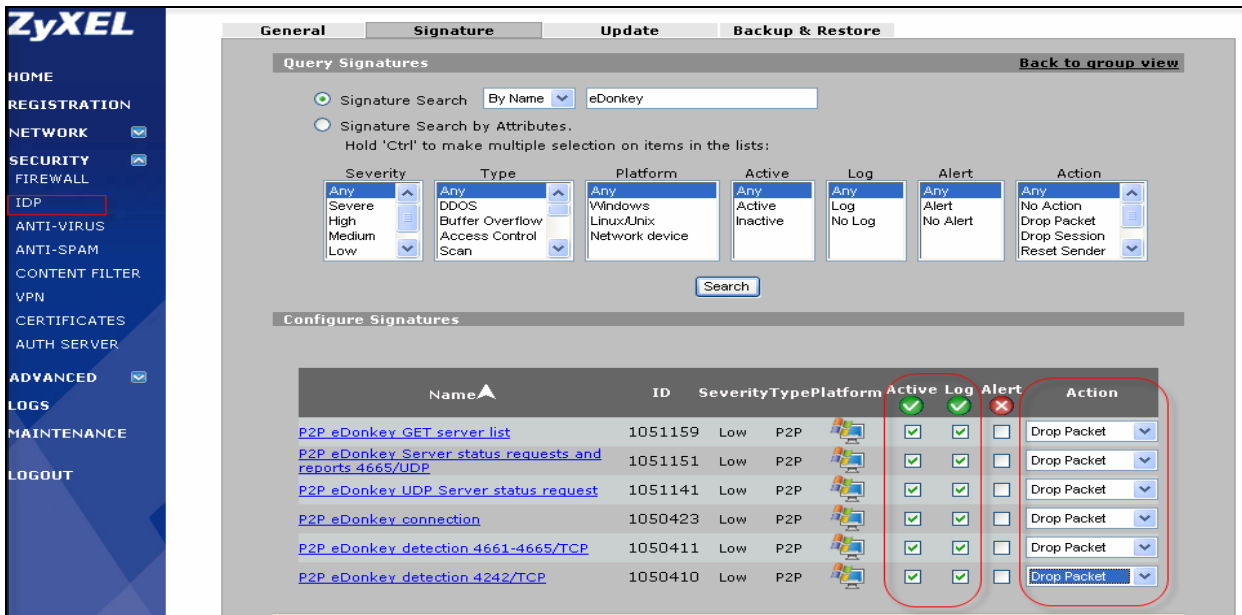 ZyXEL
HOME
REGISTRATION
NETWORK
SECURITY
FIREWALL
IDP
ANTI-VIRUS
ANTI-SPAM
CONTENT FILTER
VPN
CERTIFICATES
AUTH SERVER
ADVANCED
LOGS
MAINTENANCE
LOGOUT
General Signature Update Backup & Restore
Query Signatures Back to group view
Signature Search By Name eDonkey
Signature Search by Attributes.
Hold 'Ctrl' to make multiple selection on items in the lists:
Severity Type Platform Active Log Alert Action
Any Any Any Any Any Any Any
Severe DDOS Windows Active Log Alert No Action
High Buffer Overflow Linux/Unix Inactive No Log No Alert Drop Packet
Medium Access Control Network device Drop Session
Low Scan Reset Sender
Search
Configure Signatures
Name ID Severity Type Platform Active Log Alert Action
P2P eDonkey GET server list 1051159 Low P2P Drop Packet
P2P eDonkey Server status requests and
reports 4665/UDP 1051151 Low P2P Drop Packet
P2P eDonkey UDP Server status request 1051141 Low P2P Drop Packet
P2P eDonkey connection 1050423 Low P2P Drop Packet
P2P eDonkey detection 4661-4665/TCP 1050411 Low P2P Drop Packet
P2P eDonkey detection 4242/TCP 1050410 Low P2P Drop Packet